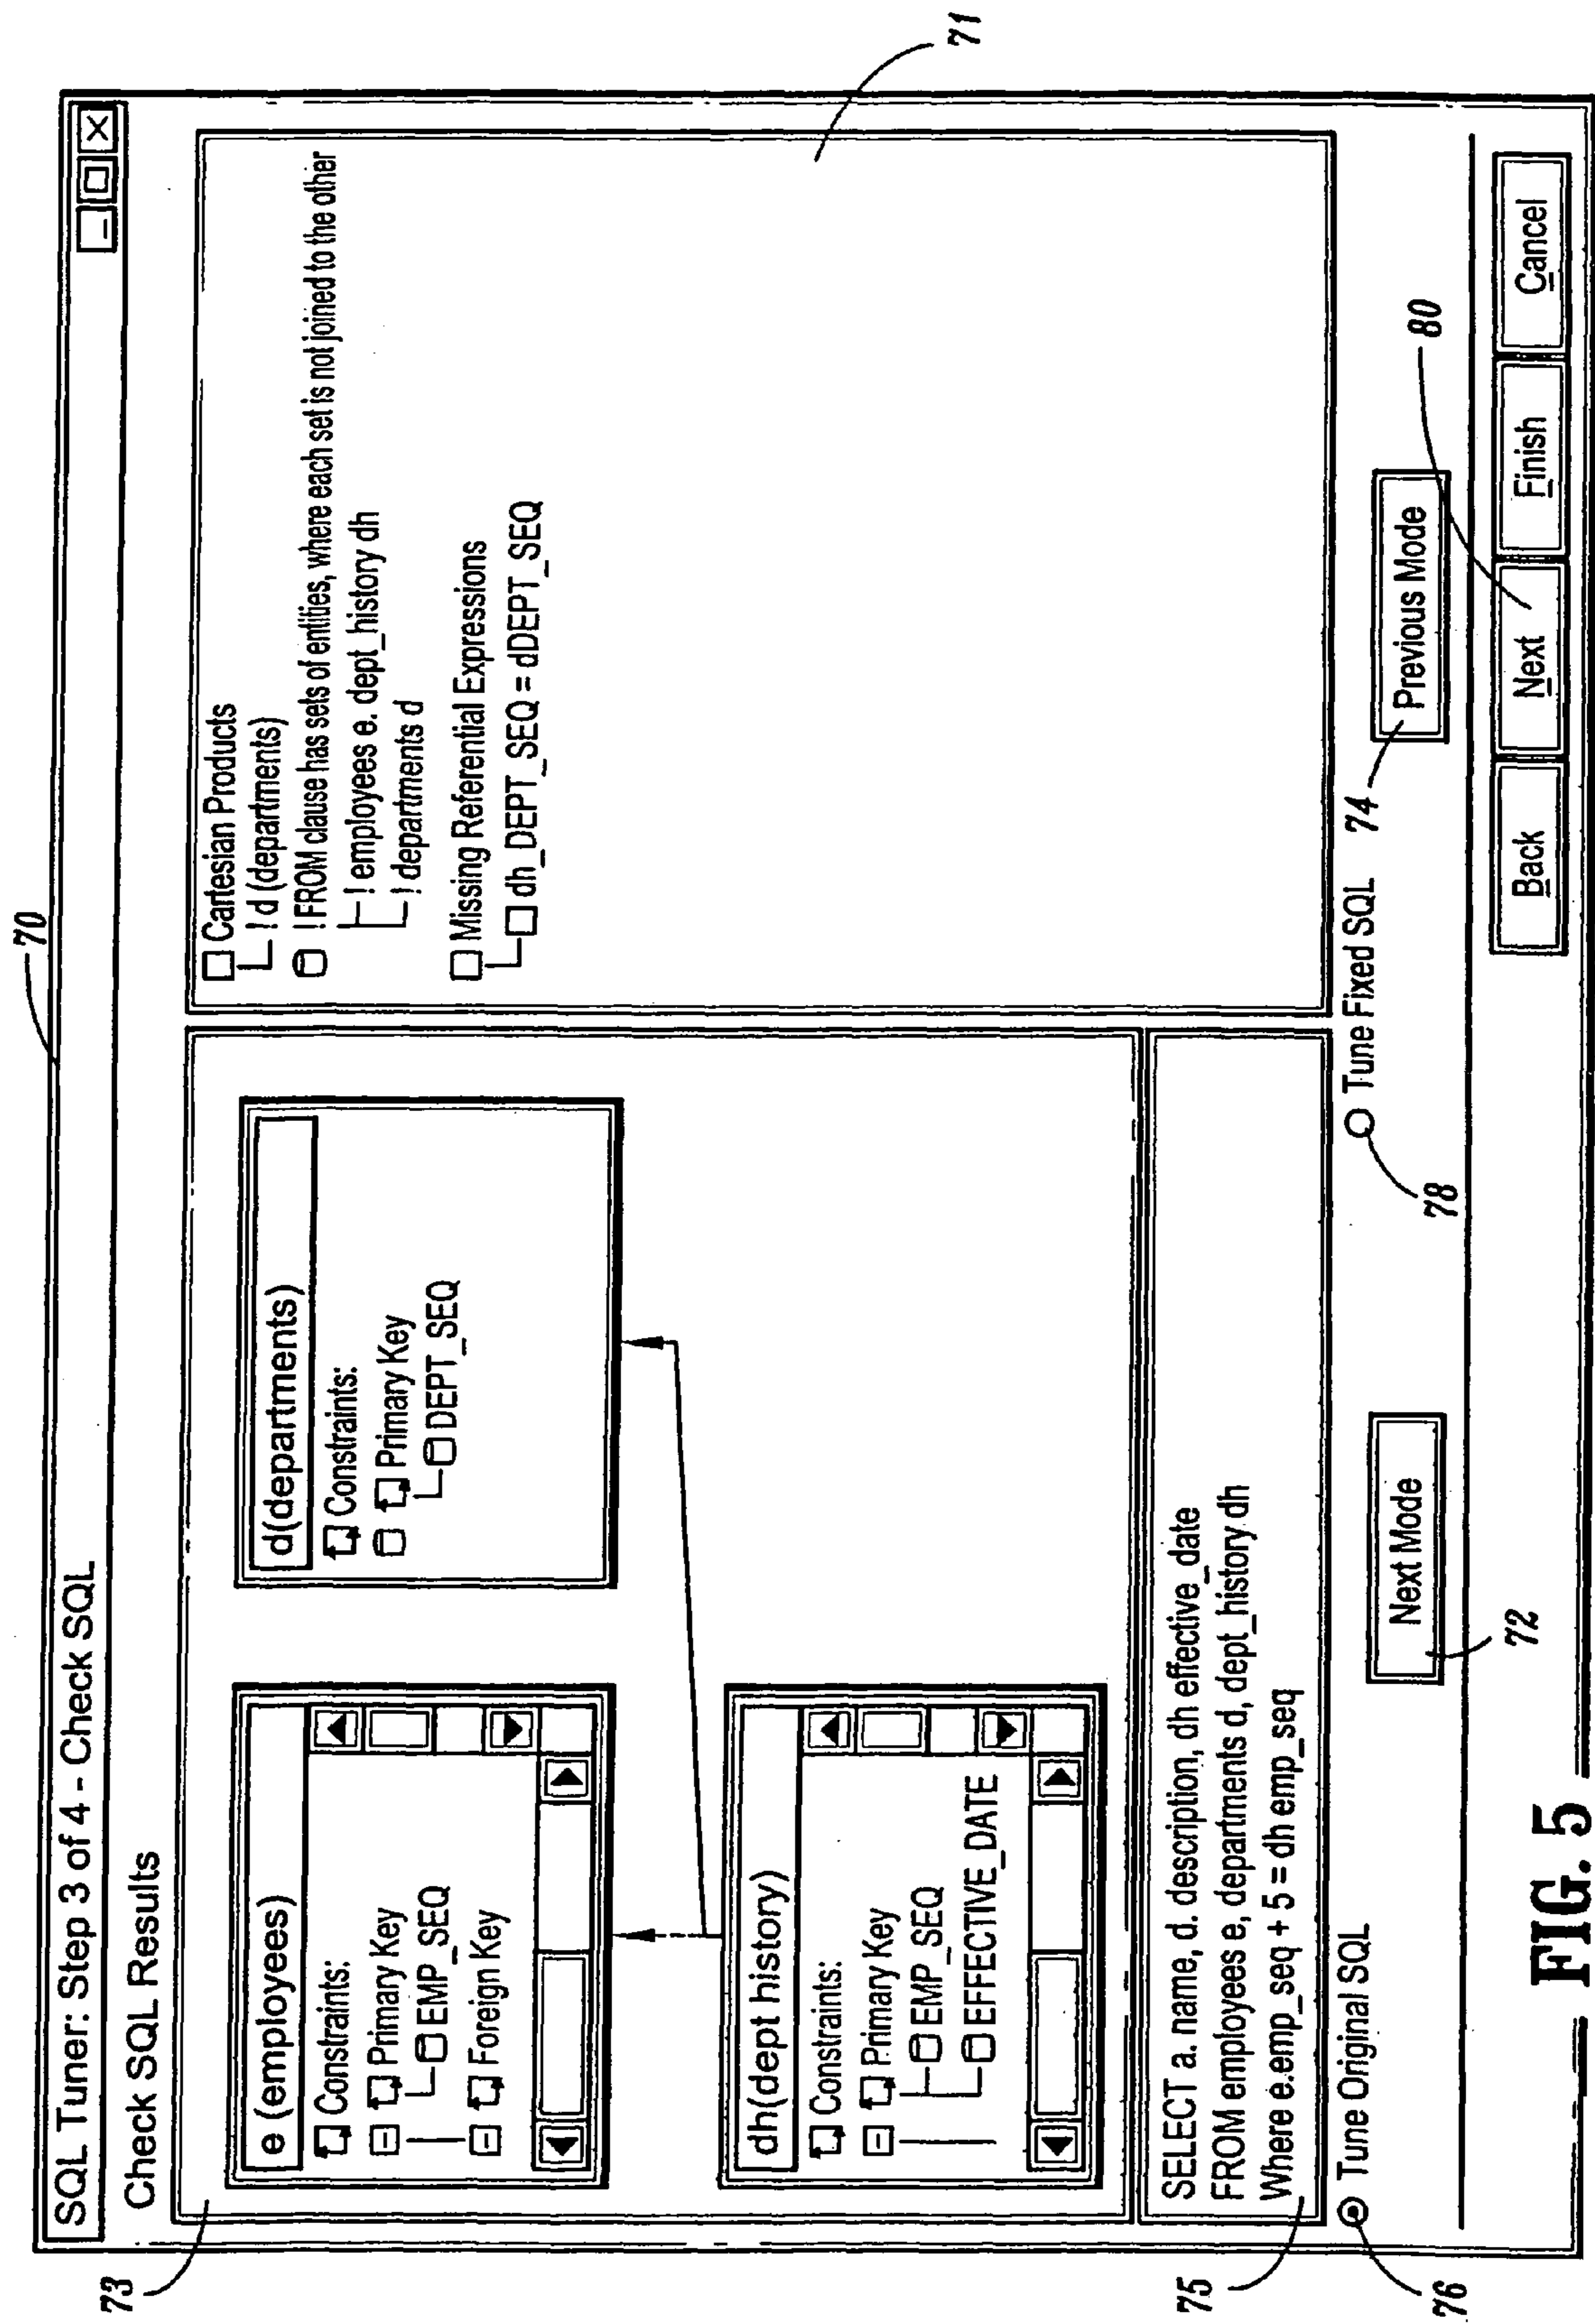 70
SQL Tuner: Step 3 of 4 - Check SQL
Check SQL Results
73
e (employees)
Constraints:
Primary Key
EMP_SEQ
Foreign Key
d(departments)
Constraints:
Primary Key
DEPT_SEQ
dh(dept history)
Constraints:
Primary Key
EMP_SEQ
EFFECTIVE_DATE
Cartesian Products
! d (departments)
! FROM clause has sets of entities, where each set is not joined to the other
! employees e. dept_history dh
! departments d
Missing Referential Expressions
dh_DEPT_SEQ = dDEPT_SEQ
71
75
SELECT a. name, d. description, dh effective_date
FROM employees e, departments d, dept_history dh
Where e.emp_seq + 5 = dh emp_seq
76
Tune Original SQL
78
Tune Fixed SQL
72
Next Mode
74
Previous Mode
80
Back
Next
Finish
Cancel
FIG. 5